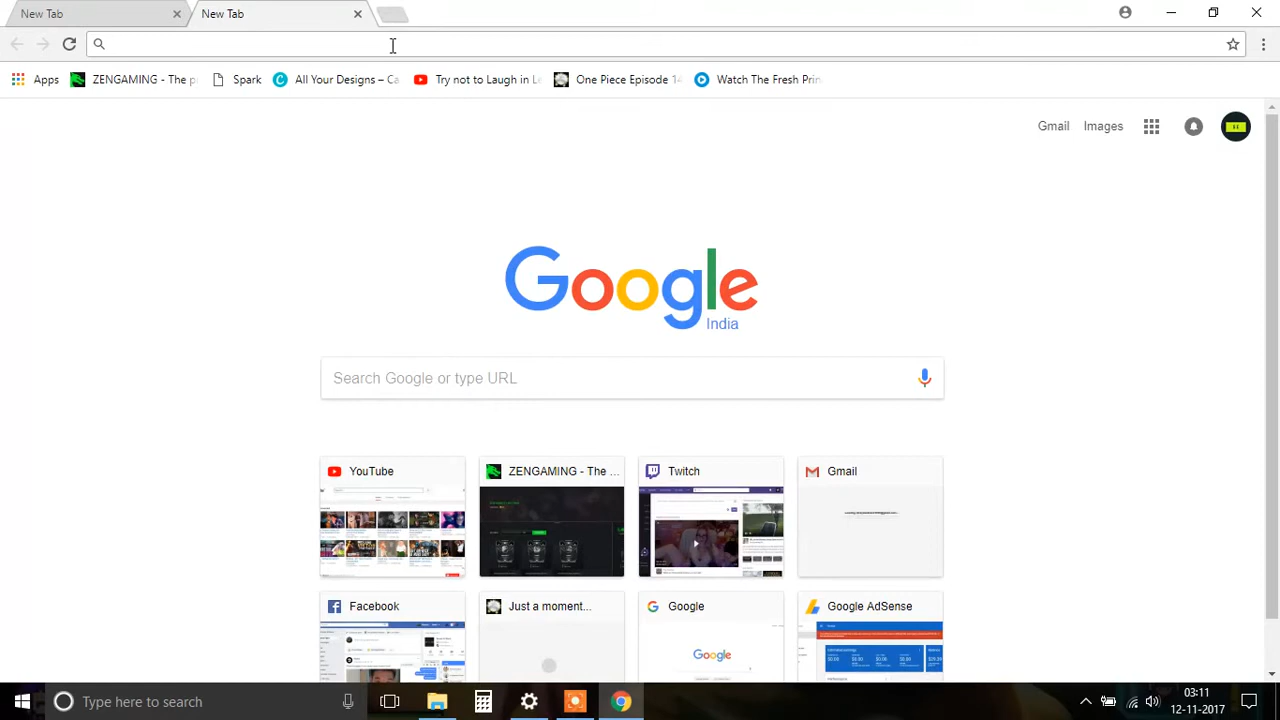 New Tab
New Tab
Apps
ZENGAMING - The p
Spark
All Your Designs – Ca
Try not to Laugh in Le
One Piece Episode 14
Watch The Fresh Prin
Gmail
Images
Google
India
Search Google or type URL
YouTube
ZENGAMING - The ...
Twitch
Gmail
Facebook
Just a moment...
Google
Google AdSense
Google
Type here to search
03:11
12-11-2017